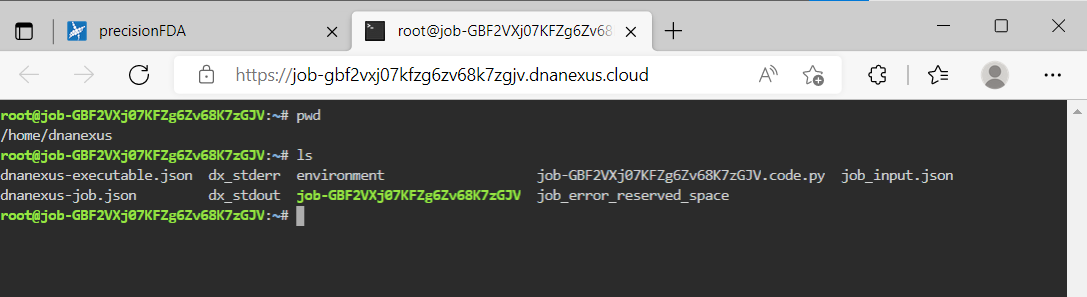 precisionFDA
root@job-GBF2VXj07KFZg6Zv68
https://job-gbf2vxj07kfzg6zv68k7zgjv.dnanexus.cloud
root@job-GBF2VXj07KFZg6Zv68K7zGJV:~# pwd
/home/dnanexus
root@job-GBF2VXj07KFZg6Zv68K7zGJV:~# ls
dnanexus-executable.json dx_stderr environment job-GBF2VXj07KFZg6Zv68K7zGJV.code.py job_input.json
dnanexus-job.json dx_stdout job-GBF2VXj07KFZg6Zv68K7zGJV job_error_reserved_space
root@job-GBF2VXj07KFZg6Zv68K7zGJV:~#